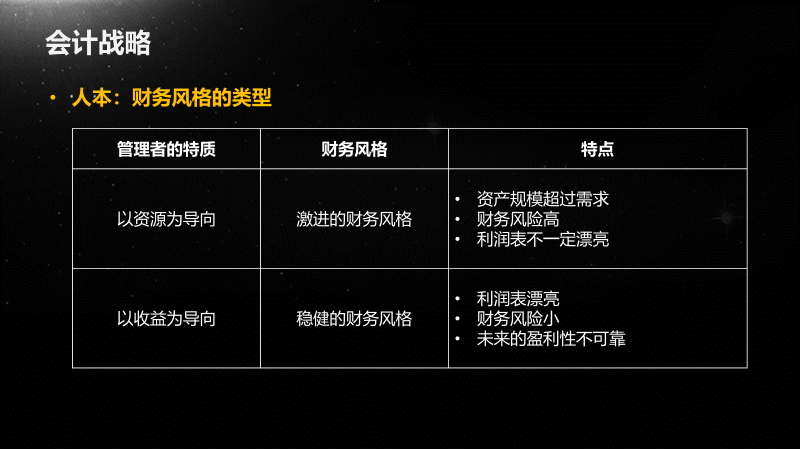 会计战略
• 人本：财务风格的类型
管理者的特质 财务风格 特点
以资源为导向 激进的财务风格
• 资产规模超过需求
• 财务风险高
• 利润表不一定漂亮
以收益为导向 稳健的财务风格
• 利润表漂亮
• 财务风险小
• 未来的盈利性不可靠